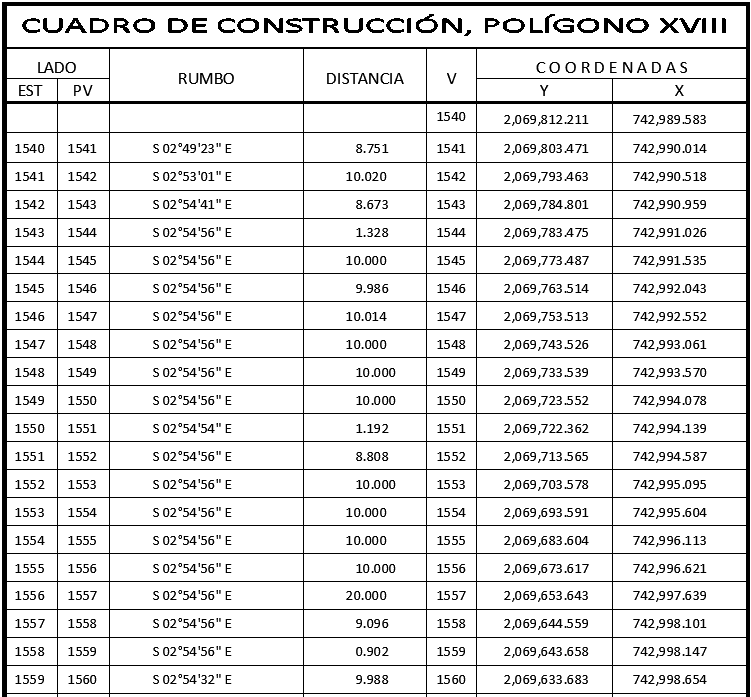 CUADRO DE CONSTRUCCIÓN, POLÍGONO XVIII
LADO RUMBO DISTANCIA V COORDENADAS
EST PV Y X
1540 2,069,812.211 742,989.583
1540 1541 S 02°49'23" E 8.751 1541 2,069,803.471 742,990.014
1541 1542 S 02°53'01" E 10.020 1542 2,069,793.463 742,990.518
1542 1543 S 02°54'41" E 8.673 1543 2,069,784.801 742,990.959
1543 1544 S 02°54'56" E 1.328 1544 2,069,783.475 742,991.026
1544 1545 S 02°54'56" E 10.000 1545 2,069,773.487 742,991.535
1545 1546 S 02°54'56" E 9.986 1546 2,069,763.514 742,992.043
1546 1547 S 02°54'56" E 10.014 1547 2,069,753.513 742,992.552
1547 1548 S 02°54'56" E 10.000 1548 2,069,743.526 742,993.061
1548 1549 S 02°54'56" E 10.000 1549 2,069,733.539 742,993.570
1549 1550 S 02°54'56" E 10.000 1550 2,069,723.552 742,994.078
1550 1551 S 02°54'54" E 1.192 1551 2,069,722.362 742,994.139
1551 1552 S 02°54'56" E 8.808 1552 2,069,713.565 742,994.587
1552 1553 S 02°54'56" E 10.000 1553 2,069,703.578 742,995.095
1553 1554 S 02°54'56" E 10.000 1554 2,069,693.591 742,995.604
1554 1555 S 02°54'56" E 10.000 1555 2,069,683.604 742,996.113
1555 1556 S 02°54'56" E 10.000 1556 2,069,673.617 742,996.621
1556 1557 S 02°54'56" E 20.000 1557 2,069,653.643 742,997.639
1557 1558 S 02°54'56" E 9.096 1558 2,069,644.559 742,998.101
1558 1559 S 02°54'56" E 0.902 1559 2,069,643.658 742,998.147
1559 1560 S 02°54'32" E 9.988 1560 2,069,633.683 742,998.654